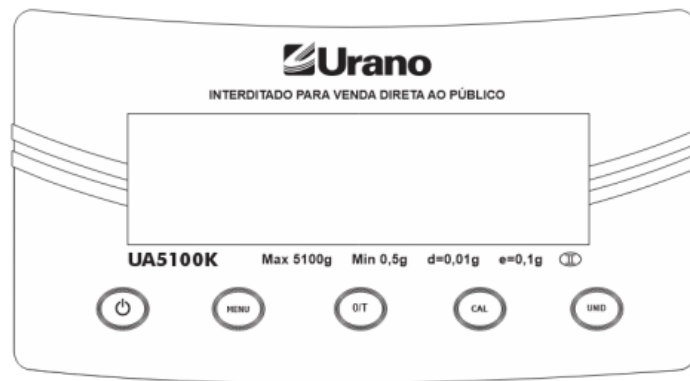 Urano
INTERDITADO PARA VENDA DIRETA AO PÚBLICO
UA5100K Max 5100g Min 0,5g d=0,01g e=0,1g II
MENU 0/T CAL UNID